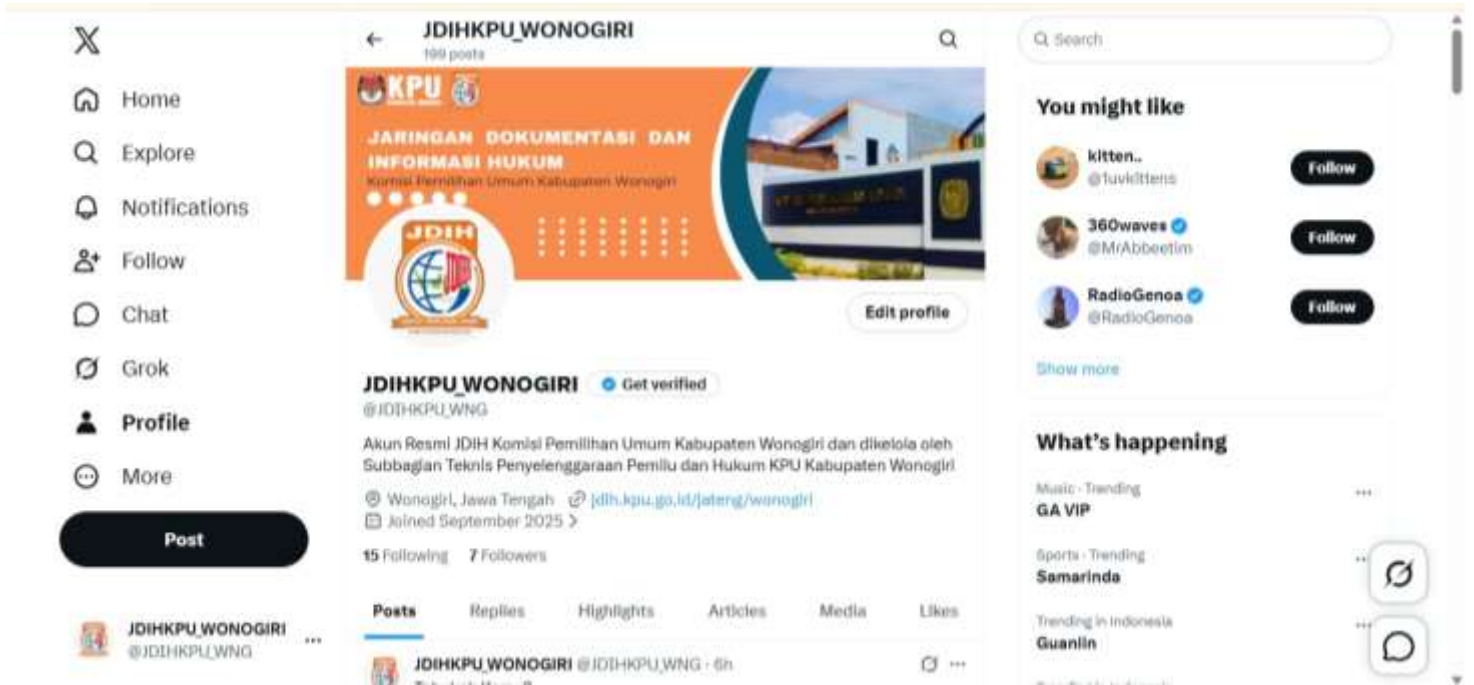 Home
Explore
Notifications
Follow
Chat
Grok
Profile
More
Post
JDIHKPU_WONOGIRI
@JDIHKPU_WNG
JDIHKPU_WONOGIRI
199 posts
KPU
JARINGAN DOKUMENTASI DAN
INFORMASI HUKUM
Komisi Pemilihan Umum Kabupaten Wonogiri
JDIH
Edit profile
JDIHKPU_WONOGIRI Get verified
@JDIHKPU_WNG
Akun Resmi JDIH Komisi Pemilihan Umum Kabupaten Wonogiri dan dikelola oleh
Subbagian Teknis Penyelenggaraan Pemilu dan Hukum KPU Kabupaten Wonogiri
Wonogiri, Jawa Tengah jdih.kpu.go.id/jateng/wonogiri
Joined September 2025
15 Following 7 Followers
Posts Replies Highlights Articles Media Likes
JDIHKPU_WONOGIRI @JDIHKPU_WNG · 6h
Search
You might like
kitten..
@1uvkittens
Follow
360waves
@MrAbbeetim
Follow
RadioGenoa
@RadioGenoa
Follow
Show more
What's happening
Music · Trending
GA VIP
Sports · Trending
Samarinda
Trending in Indonesia
Guanlin